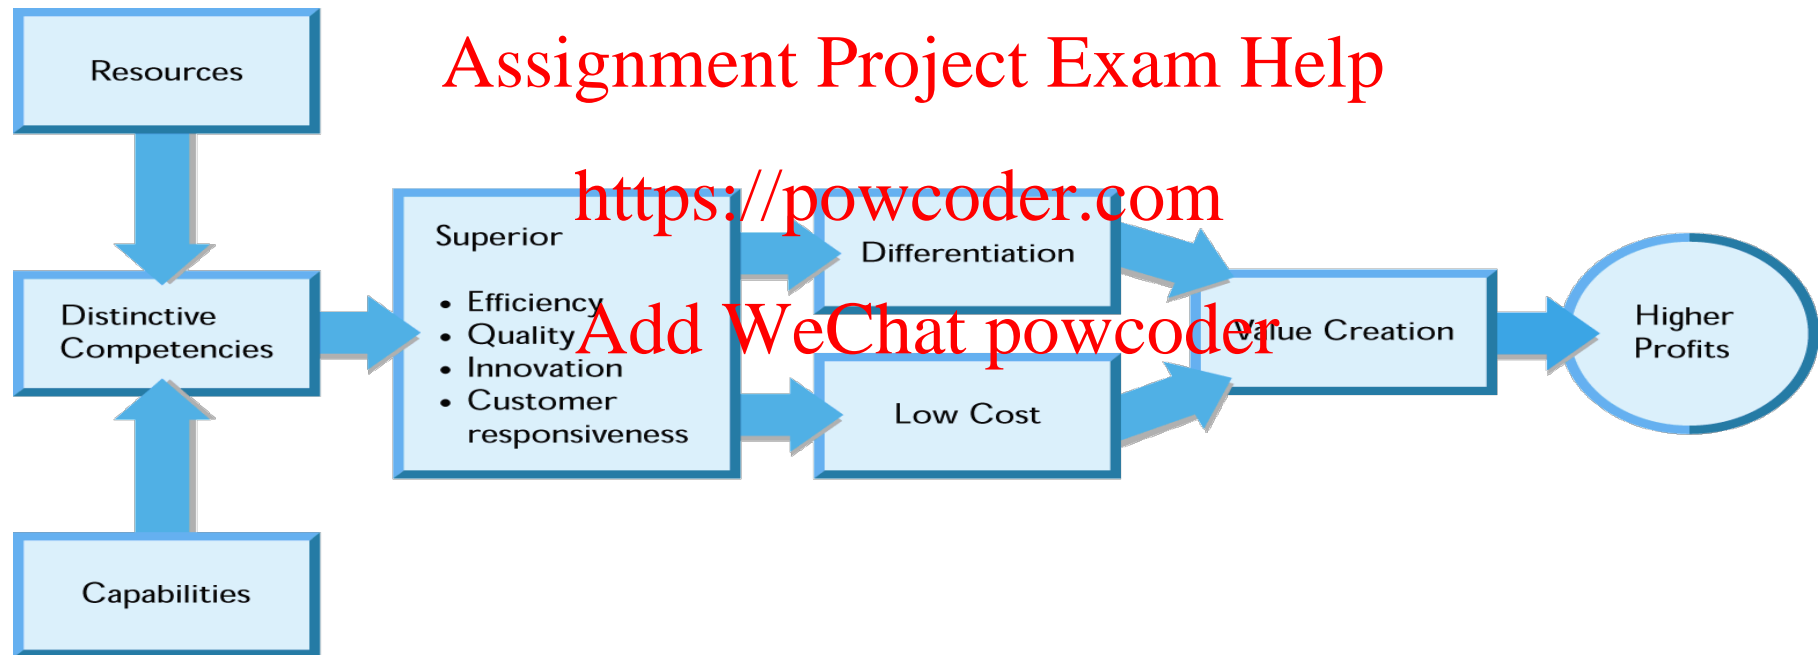 Resources
Assignment Project Exam Help
https://powcoder.com
Superior
Differentiation
• Efficiency
Distinctive
Competencies
• Quality
Add WeChat powcoder
Value Creation
Higher
Profits
• Innovation
• Customer
responsiveness
Low Cost
Capabilities